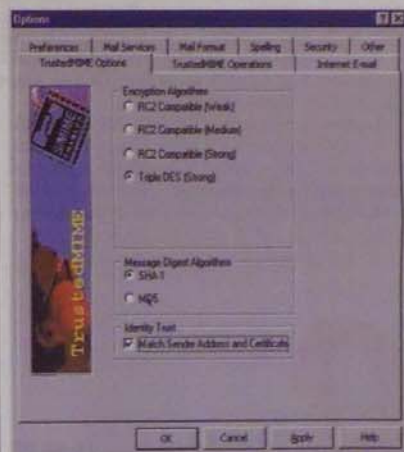 Options
Preferences
Mail Services
Mail Format
Spelling
Security
Other
TrustedMIME Options
TrustedMIME Operations
Internet E-mail
Encryption Algorithms
RC2 Compatible (Weak)
RC2 Compatible (Medium)
RC2 Compatible (Strong)
Triple DES (Strong)
Message Digest Algorithm
SHA-1
MD5
Identity Trust
Match Sender Address and Certificate
TrustedMIME
OK
Cancel
Apply
Help